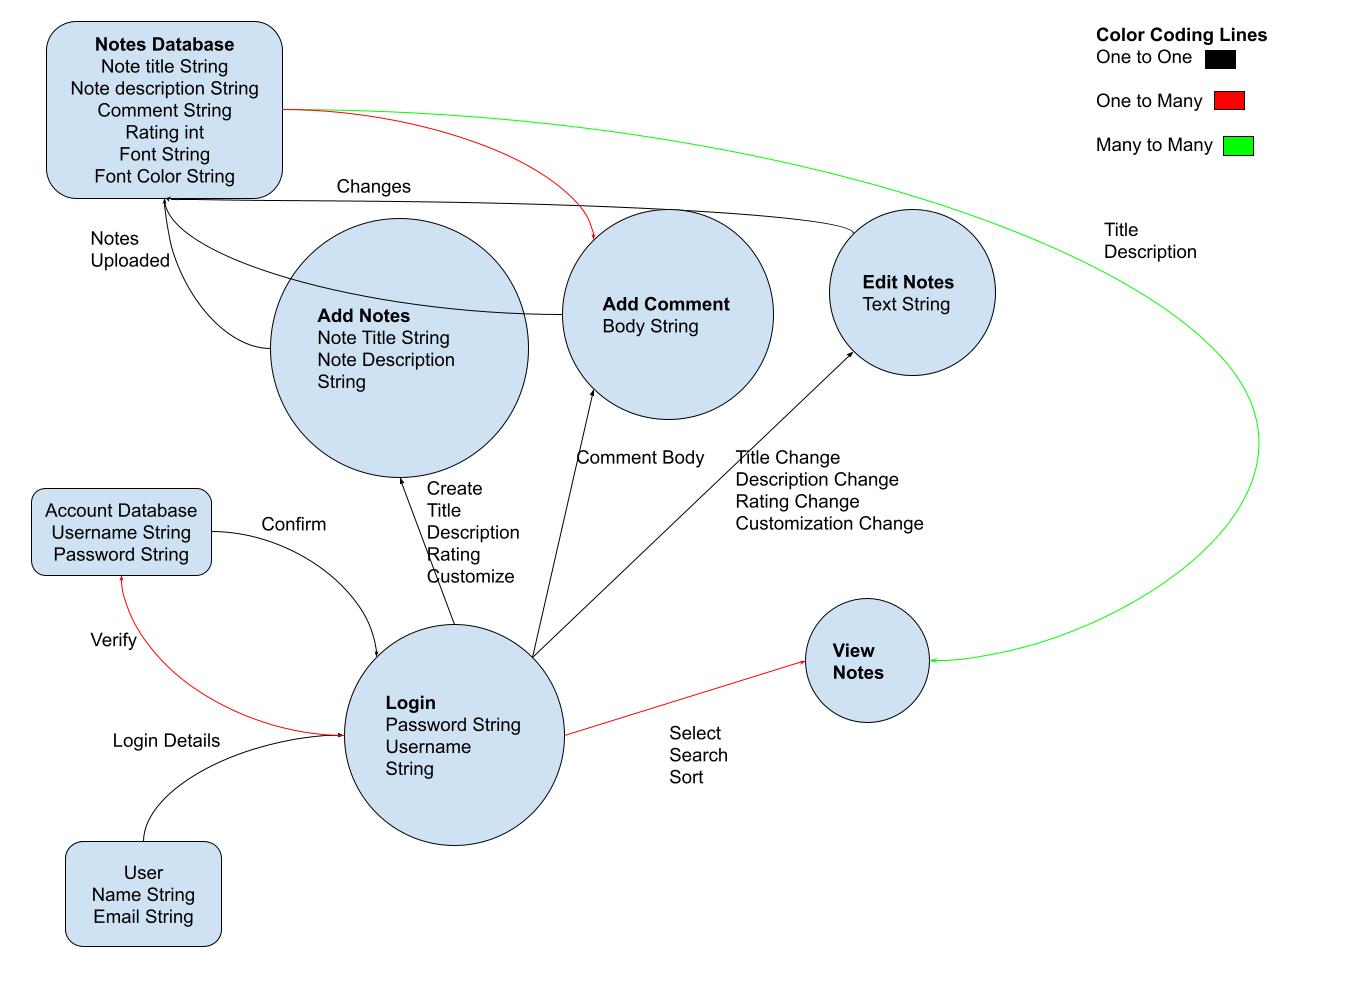 Notes Database
Note title String
Note description String
Comment String
Rating int
Font String
Font Color String
Color Coding Lines
One to One
One to Many
Many to Many
Changes
Notes
Uploaded
Title
Description
Add Notes
Note Title String
Note Description
String
Add Comment
Body String
Edit Notes
Text String
Comment Body
Title Change
Description Change
Rating Change
Customization Change
Create
Title
Description
Rating
Customize
Account Database
Username String
Password String
Confirm
Verify
Login Details
Login
Password String
Username
String
View
Notes
Select
Search
Sort
User
Name String
Email String